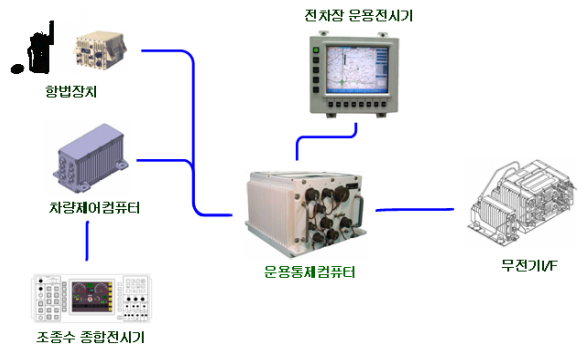 전차장 운용전시기
항법장치
차량제어컴퓨터
운용통제컴퓨터
무전기I/F
조종수 종합전시기